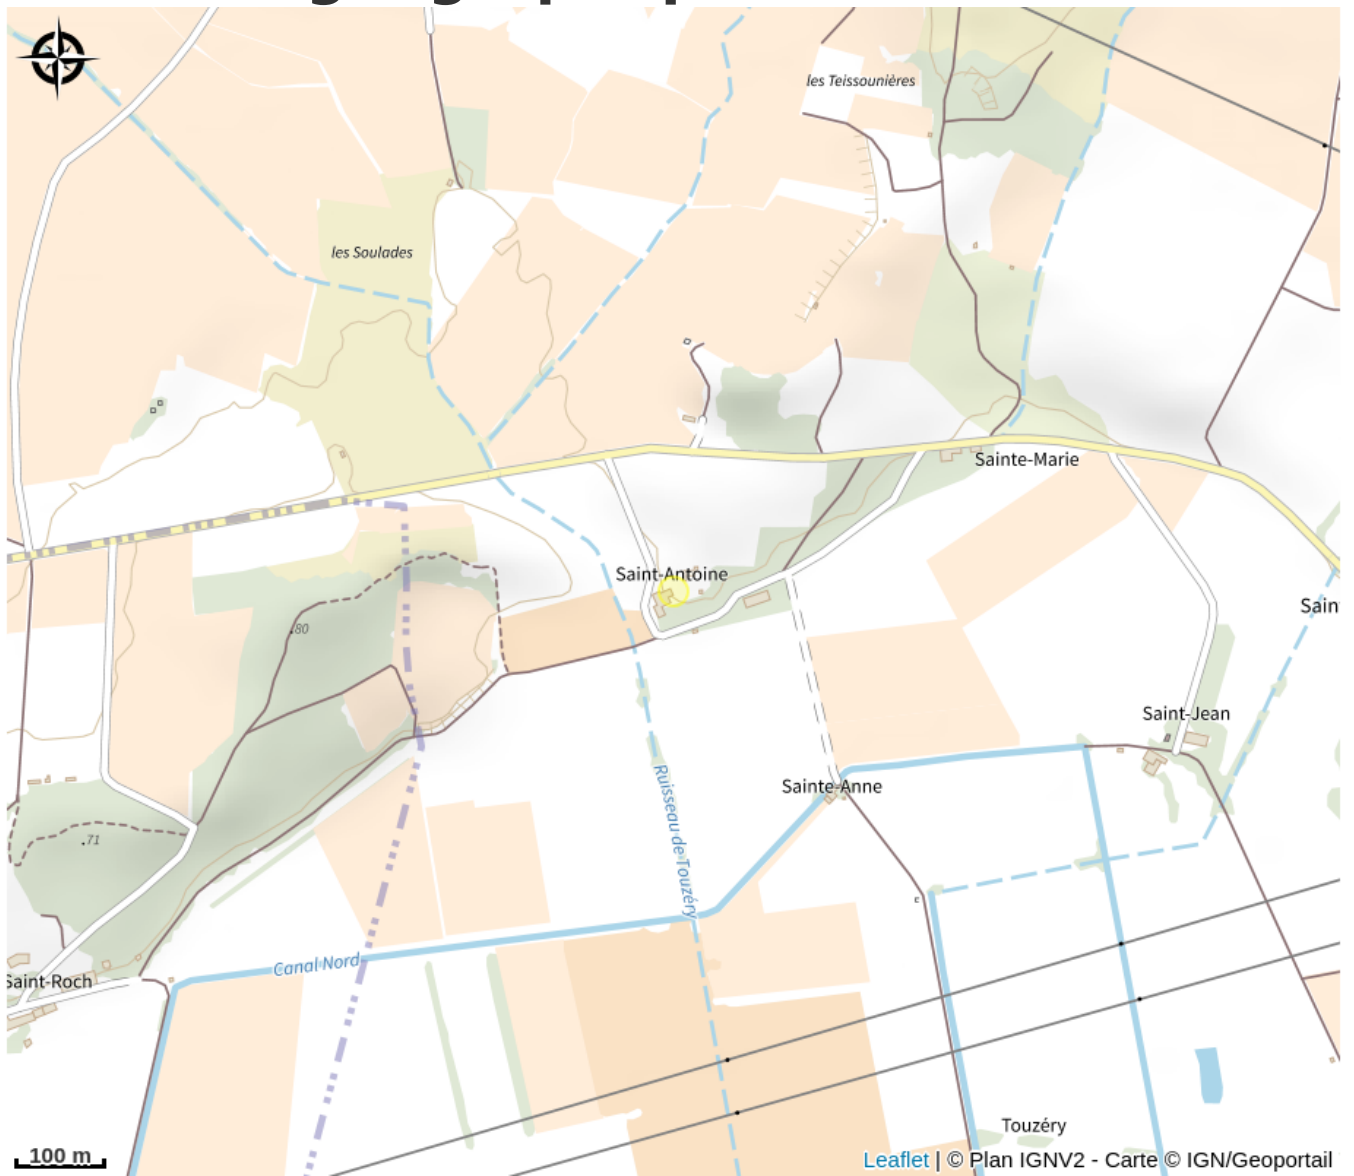 les Teissounières
les Soulades
Sainte-Marie
Saint-Antoine
Sain
80
Saint-Jean
Sainte-Anne
Ruisseau de Touzéry
71
Canal Nord
Saint-Roch
Touzéry
100 m
Leaflet | © Plan IGNV2 - Carte © IGN/Geoportail